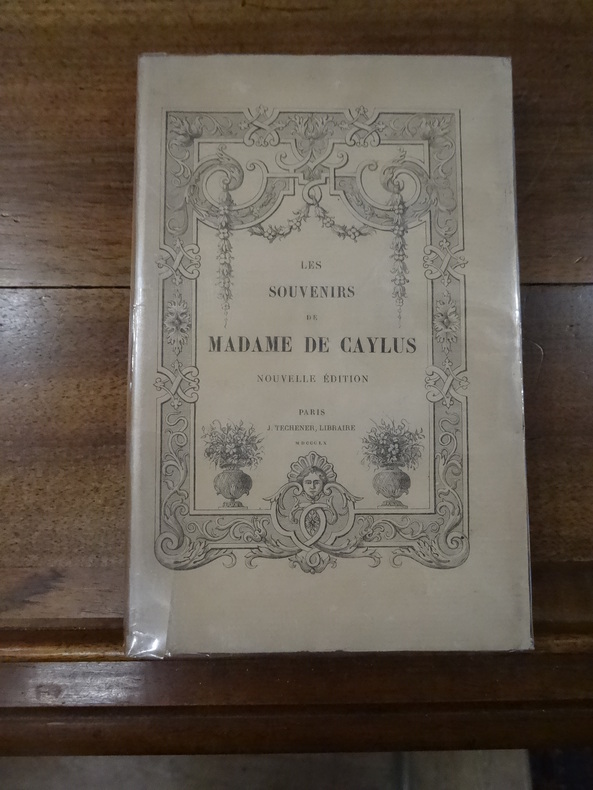 LES
SOUVENIRS
DE
MADAME DE CAYLUS
NOUVELLE ÉDITION
PARIS
J. TECHENER, LIBRAIRE
MDCCCLX